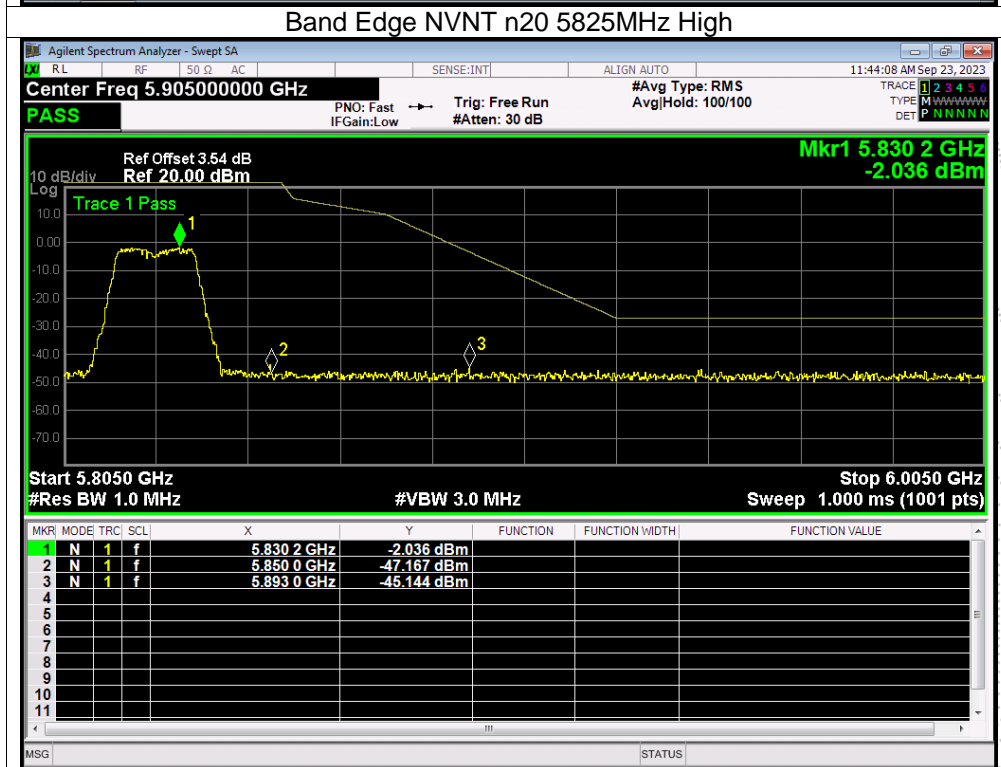 Band Edge NVNT n20 5825MHz High
Agilent Spectrum Analyzer - Swept SA
LXI RL RF 50 Ω AC SENSE:INT ALIGN AUTO 11:44:08 AM Sep 23, 2023
Center Freq 5.905000000 GHz #Avg Type: RMS TRACE 1 2 3 4 5 6
PNO: Fast Trig: Free Run Avg|Hold: 100/100 TYPE M WWWWW
PASS IFGain:Low #Atten: 30 dB DET P N N N N N
Mkr1 5.830 2 GHz
Ref Offset 3.54 dB
10 dB/div Ref 20.00 dBm -2.036 dBm
Log
Trace 1 Pass
10.0
1
0.00
-10.0
-20.0
-30.0
2
3
-40.0
-50.0
-60.0
-70.0
Start 5.8050 GHz Stop 6.0050 GHz
#Res BW 1.0 MHz #VBW 3.0 MHz Sweep 1.000 ms (1001 pts)
MKR MODE TRC SCL X Y FUNCTION FUNCTION WIDTH FUNCTION VALUE
1 N 1 f 5.830 2 GHz -2.036 dBm
2 N 1 f 5.850 0 GHz -47.167 dBm
3 N 1 f 5.893 0 GHz -45.144 dBm
4
5
6
7
8
9
10
11
MSG STATUS